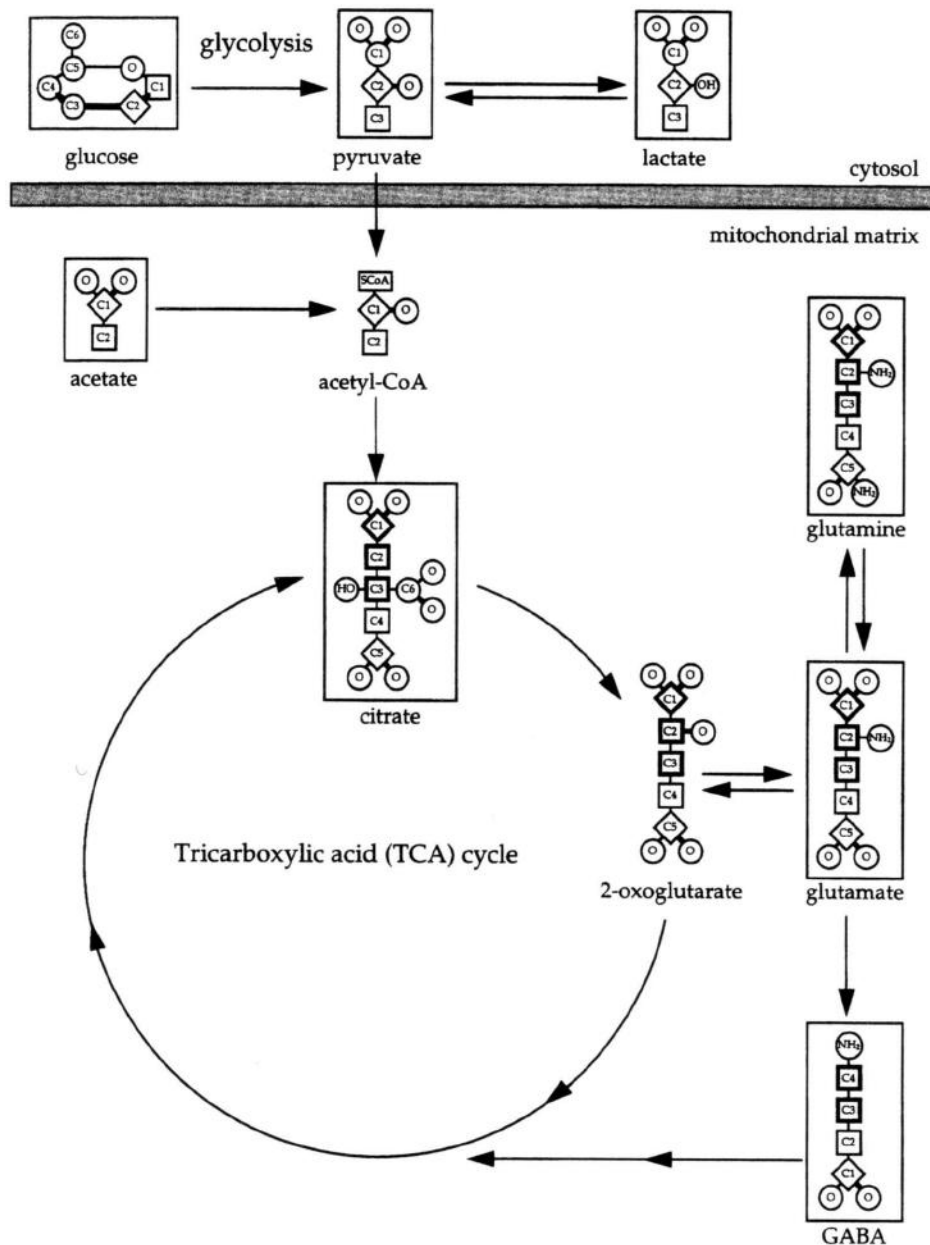 glycolysis
C6
C5
O
C4
C1
C3
C2
O
O
C1
C2
O
C3
O
O
C1
C2
OH
C3
glucose
pyruvate
lactate
cytosol
mitochondrial matrix
O
O
C1
C2
acetate
SCoA
C1
O
C2
acetyl-CoA
O
O
C1
C2
NH₂
C3
C4
C5
O
NH₂
glutamine
O
O
C1
C2
HO
C3
C6
O
O
C4
C5
O
O
citrate
O
O
C1
C2
O
C3
C4
C5
O
O
2-oxoglutarate
O
O
C1
C2
NH₂
C3
C4
C5
O
O
glutamate
Tricarboxylic acid (TCA) cycle
NH₂
C4
C3
C2
C1
O
O
GABA